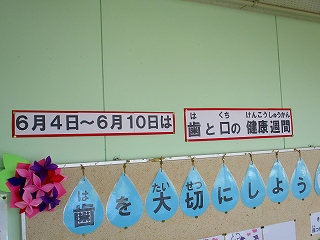 6月4日～6月10日は
歯と口の健康週間
はくちけんこうしゅうかん
歯を大切にしよう
はたいせつ